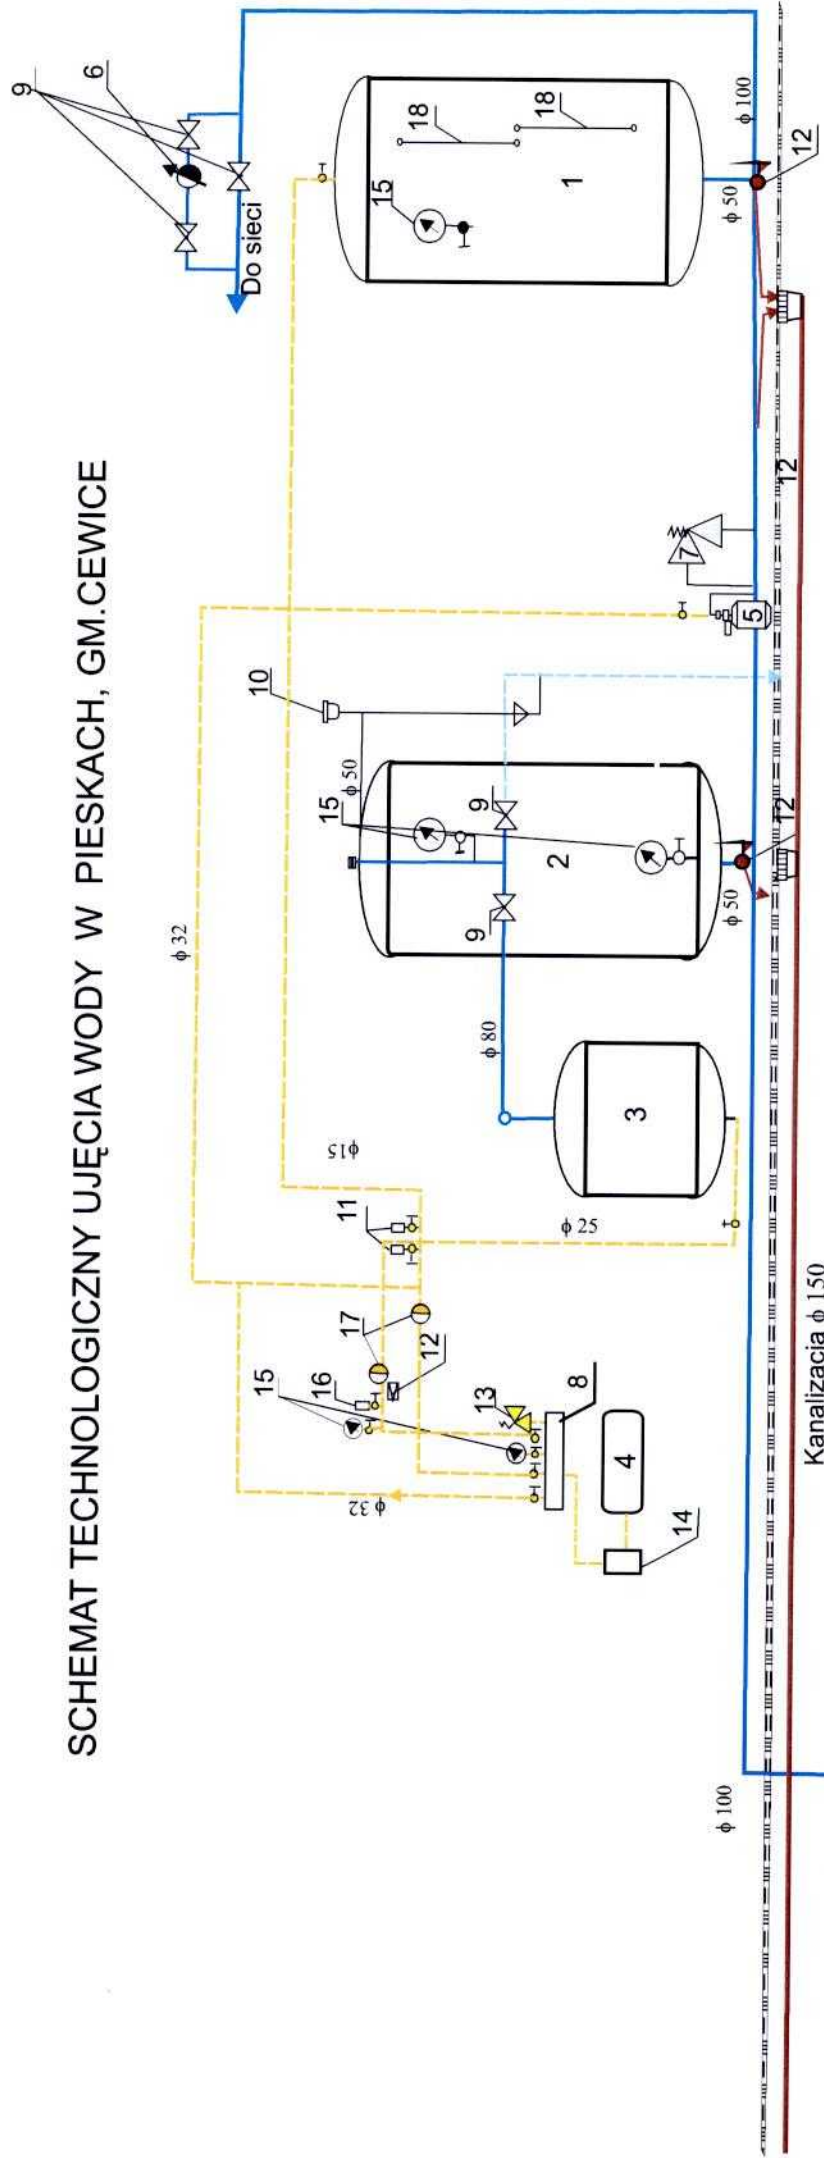 SCHEMAT TECHNOLOGICZNY UJĘCIA WODY W PIESKACH, GM.CEWICE
9
6
Do sieci
ϕ 32
10
ϕ 50
15
9
9
2
ϕ 80
ϕ15
11
ϕ 25
3
17
12
16
15
13
8
ϕ 32
4
14
15
18
18
1
ϕ100
ϕ 50
12
7
5
12
12
ϕ 50
ϕ 100
Kanalizacja ϕ 150